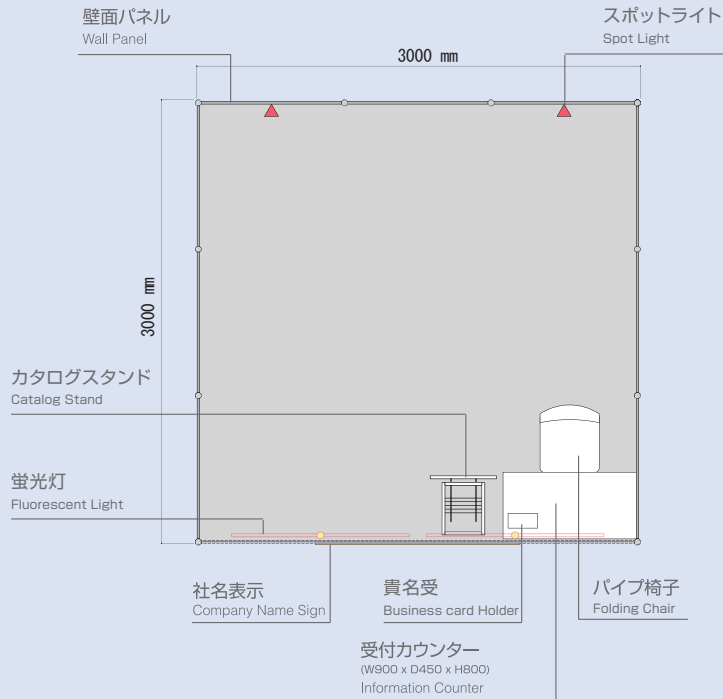 壁面パネル
Wall Panel
スポットライト
Spot Light
3000 mm
3000 mm
カタログスタンド
Catalog Stand
蛍光灯
Fluorescent Light
社名表示
Company Name Sign
貴名受
Business card Holder
パイプ椅子
Folding Chair
受付カウンター
(W900 x D450 x H800)
Information Counter